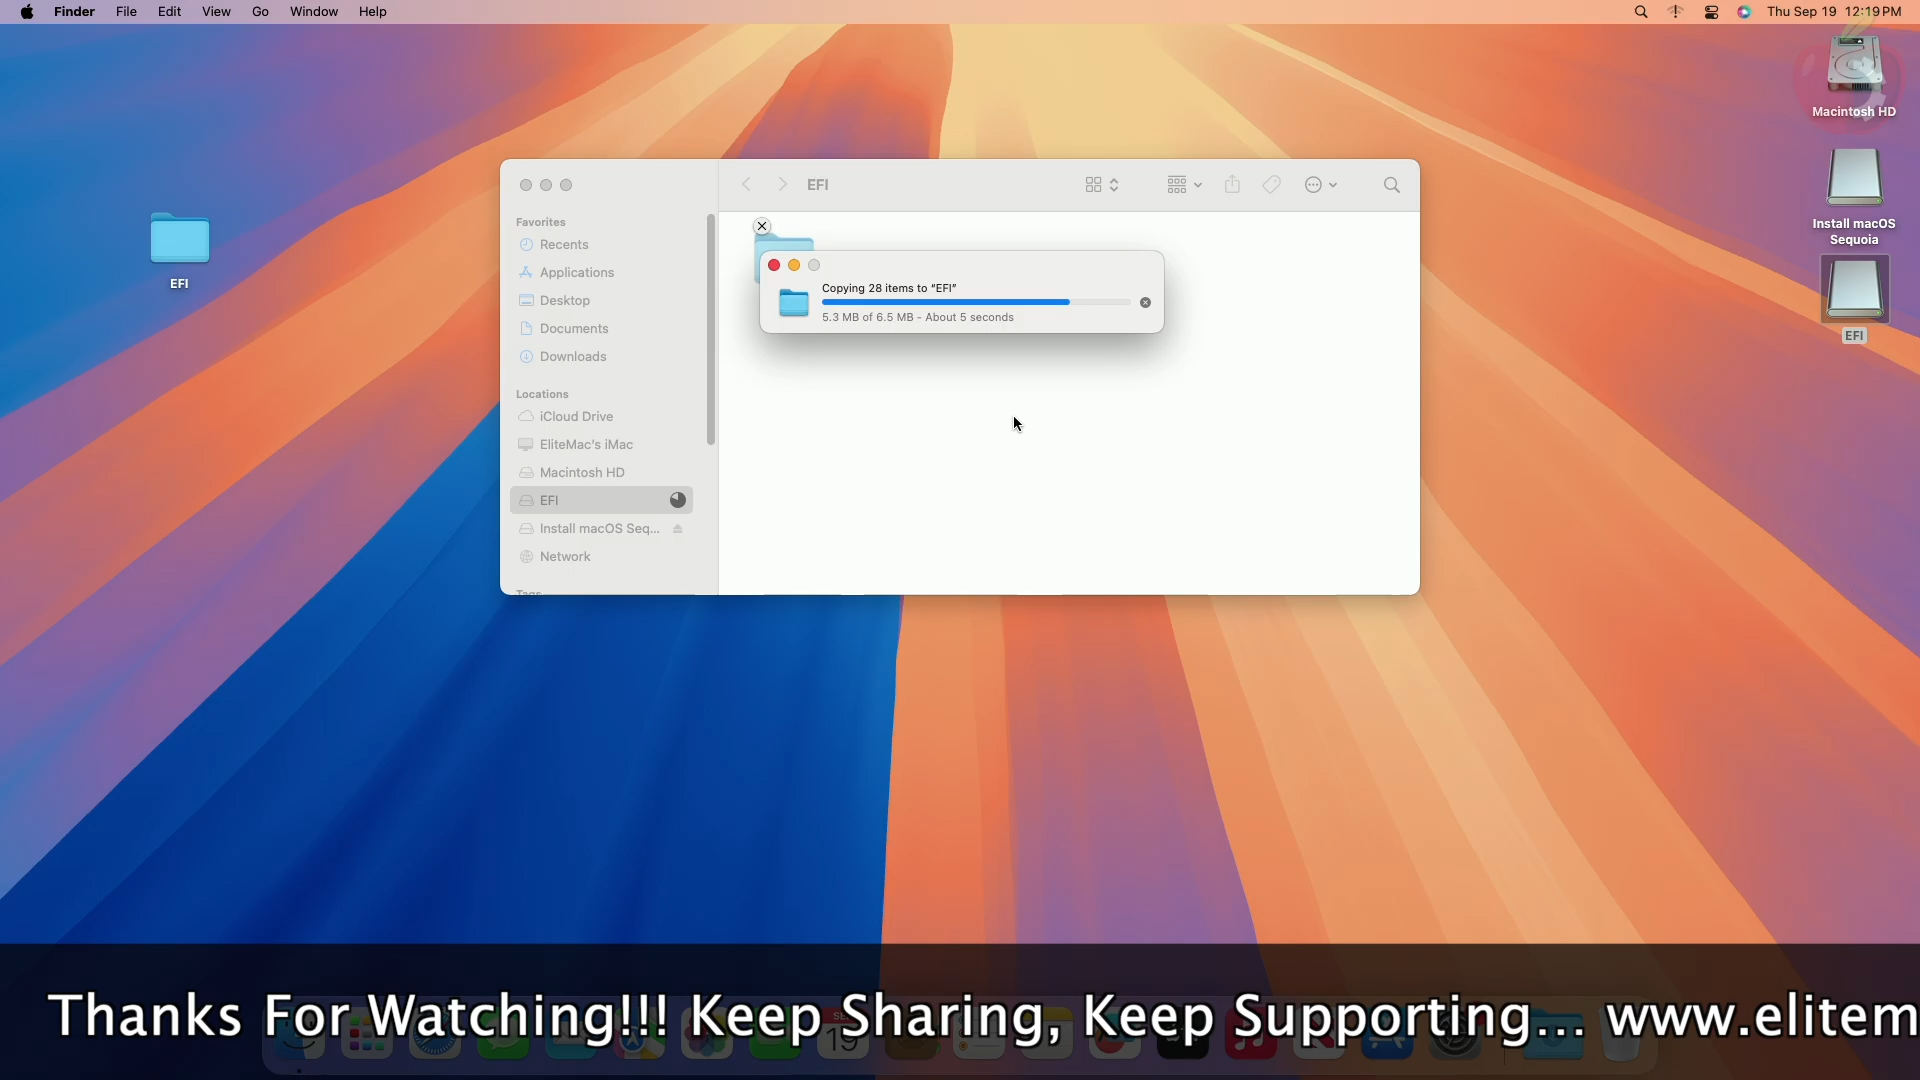 Finder File Edit View Go Window Help
Thu Sep 19 12:19 PM
Macintosh HD
Install macOS
Sequoia
EFI
EFI
EFI
Favorites
Recents
Applications
Desktop
Documents
Downloads
Locations
iCloud Drive
EliteMac's iMac
Macintosh HD
EFI
Install macOS Seq...
Network
Tags
Copying 28 items to “EFI”
5.3 MB of 6.5 MB - About 5 seconds
Thanks For Watching!!! Keep Sharing, Keep Supporting... www.elitem
19